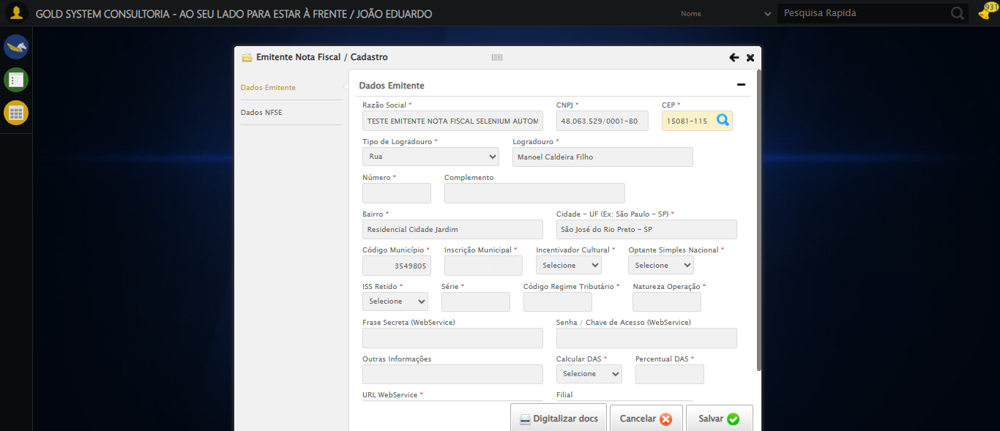 GOLD SYSTEM CONSULTORIA - AO SEU LADO PARA ESTAR À FRENTE / JOÃO EDUARDO
Nome
Pesquisa Rapida
931
Emitente Nota Fiscal / Cadastro
Dados Emitente
Dados NFSE
Dados Emitente
Razão Social *
CNPJ *
CEP *
TESTE EMITENTE NOTA FISCAL SELENIUM AUTOM
48.063.529/0001-80
15081-115
Tipo de Logradouro *
Logradouro *
Rua
Manoel Caldeira Filho
Número *
Complemento
Bairro *
Cidade - UF (Ex: São Paulo - SP) *
Residencial Cidade Jardim
São José do Rio Preto - SP
Código Município *
Inscrição Municipal *
Incentivador Cultural *
Optante Simples Nacional *
3549805
Selecione
Selecione
ISS Retido *
Série *
Código Regime Tributário *
Natureza Operação *
Selecione
Frase Secreta (WebService)
Senha / Chave de Acesso (WebService)
Outras Informações
Calcular DAS *
Percentual DAS *
Selecione
URL WebService *
Filial
Digitalizar docs
Cancelar
Salvar